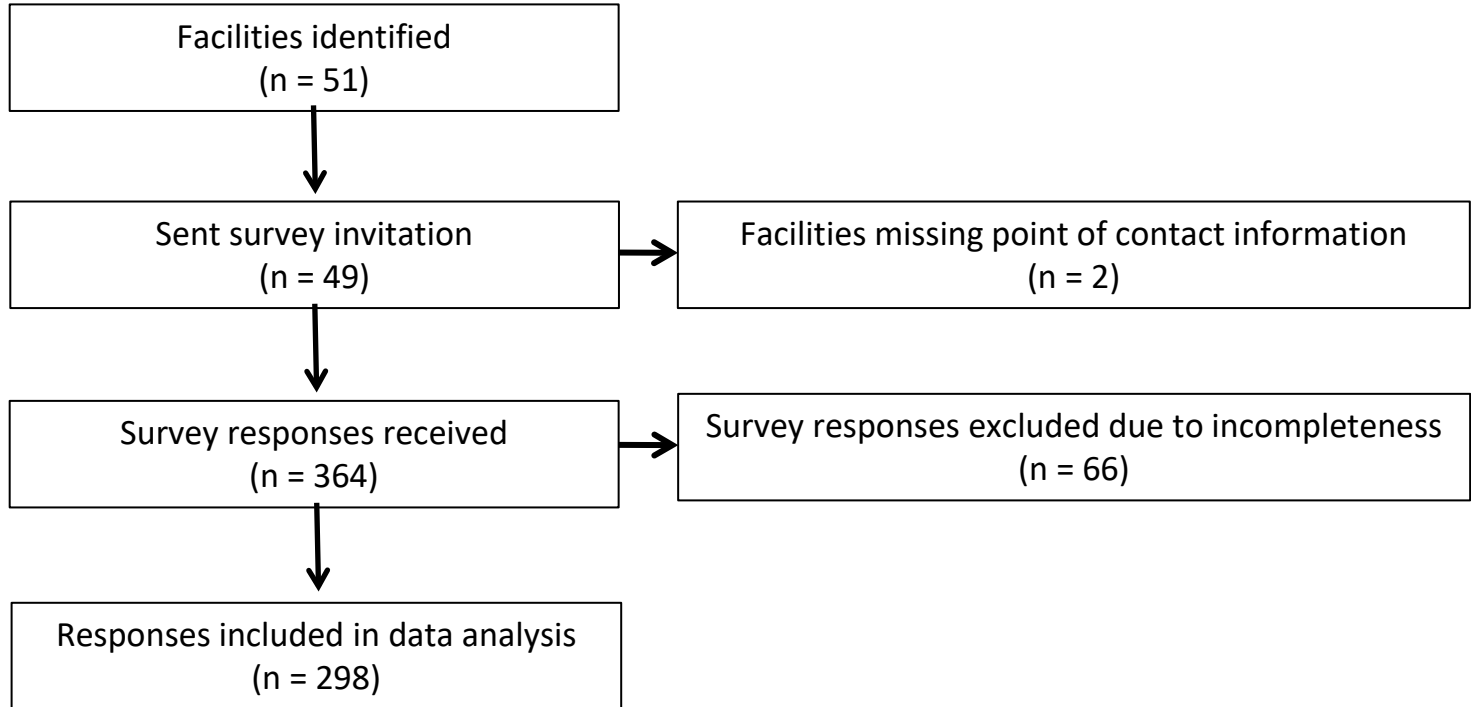 Facilities identified
(n = 51)
Sent survey invitation
(n = 49)
Facilities missing point of contact information
(n = 2)
Survey responses received
(n = 364)
Survey responses excluded due to incompleteness
(n = 66)
Responses included in data analysis
(n = 298)